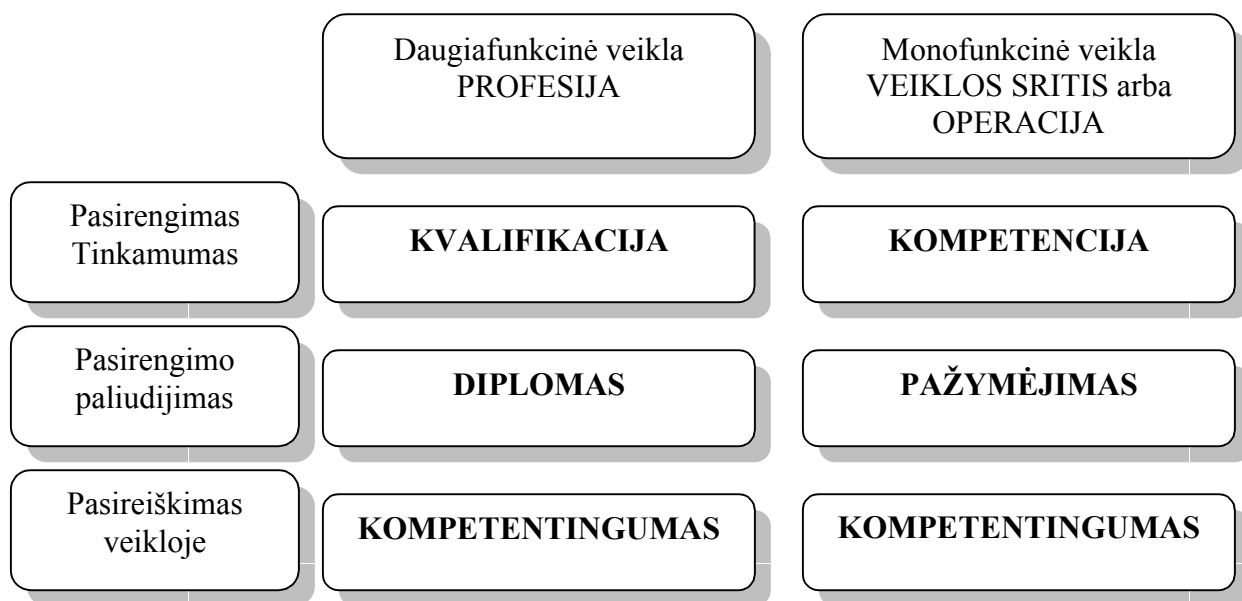 Daugiafunkcinė veikla
PROFESIJA
Monofunkcinė veikla
VEIKLOS SRITIS arba
OPERACIJA
Pasirengimas
Tinkamumas
KVALIFIKACIJA
KOMPETENCIJA
Pasirengimo
paliudijimas
DIPLOMAS
PAŽYMĖJIMAS
Pasireiškimas
veikloje
KOMPETENTINGUMAS
KOMPETENTINGUMAS